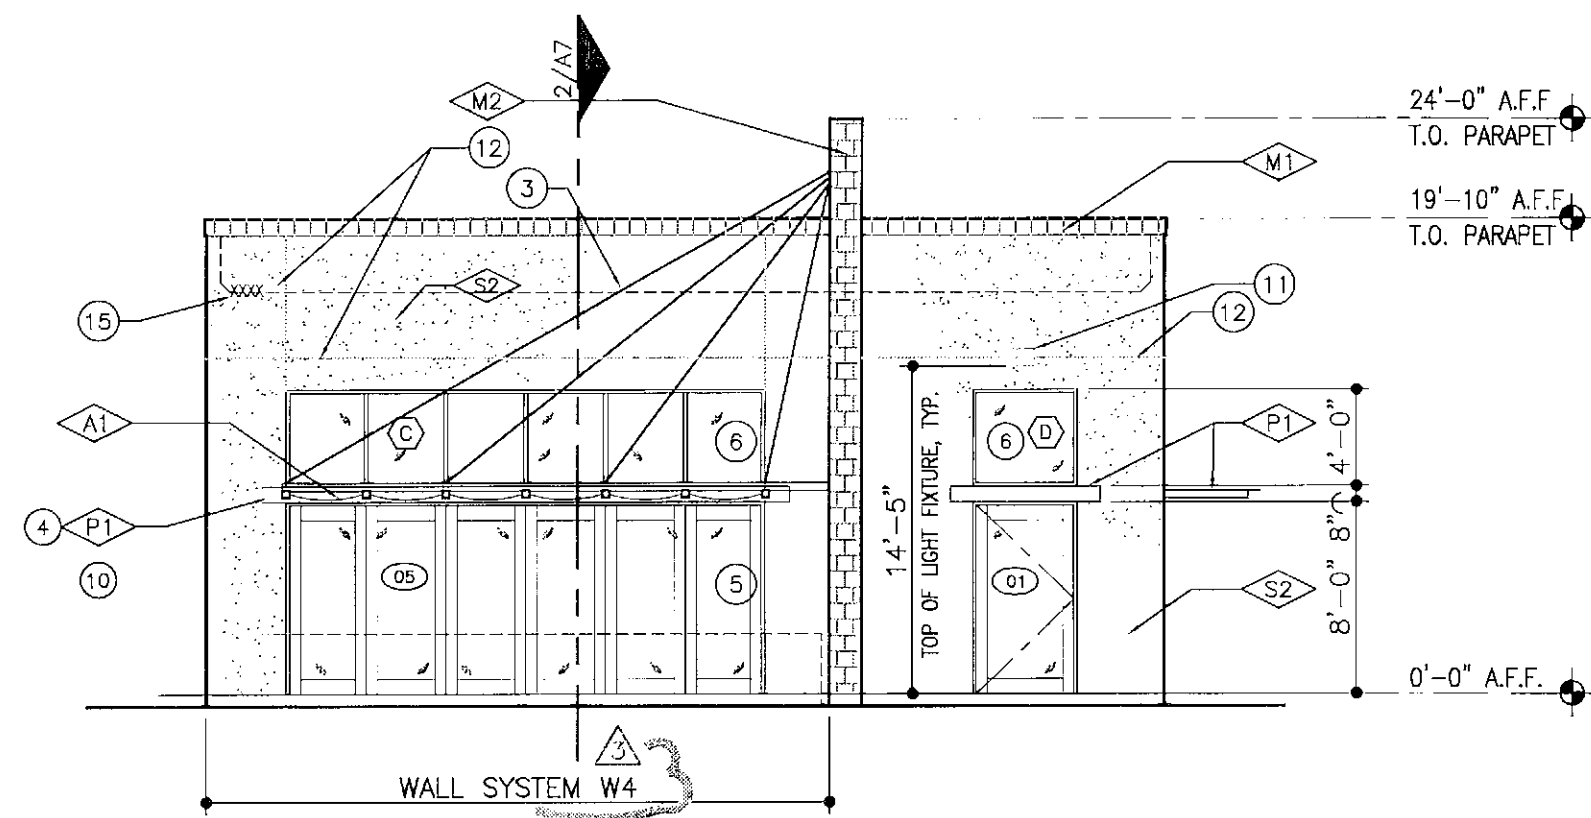 2/A7
M2
12
3
24'-0" A.F.F
T.O. PARAPET
M1
19'-10" A.F.F
T.O. PARAPET
S2
15
11
12
A1
C
6
6
D
P1
4'-0"
4
P1
8"
10
05
5
14'-5"
TOP OF LIGHT FIXTURE, TYP.
01
S2
8'-0"
0'-0" A.F.F.
3
WALL SYSTEM W4